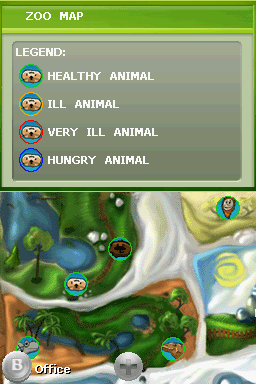 ZOO MAP
LEGEND:
HEALTHY ANIMAL
ILL ANIMAL
VERY ILL ANIMAL
HUNGRY ANIMAL
B Office